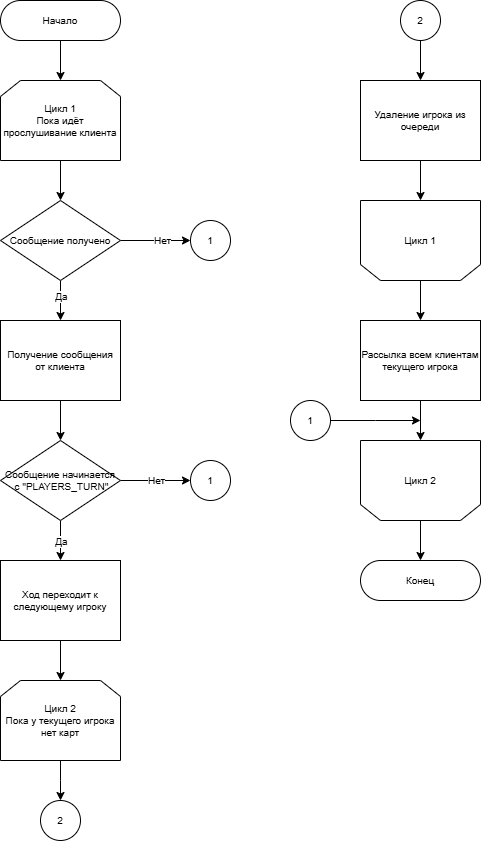 Начало
Цикл 1
Пока идёт
прослушивание клиента
Сообщение получено
Нет
1
Да
Получение сообщения
от клиента
Сообщение начинается
с "PLAYERS_TURN"
Нет
1
Да
Ход переходит к
следующему игроку
Цикл 2
Пока у текущего игрока
нет карт
2
2
Удаление игрока из
очереди
Цикл 1
Рассылка всем клиентам
текущего игрока
1
Цикл 2
Конец